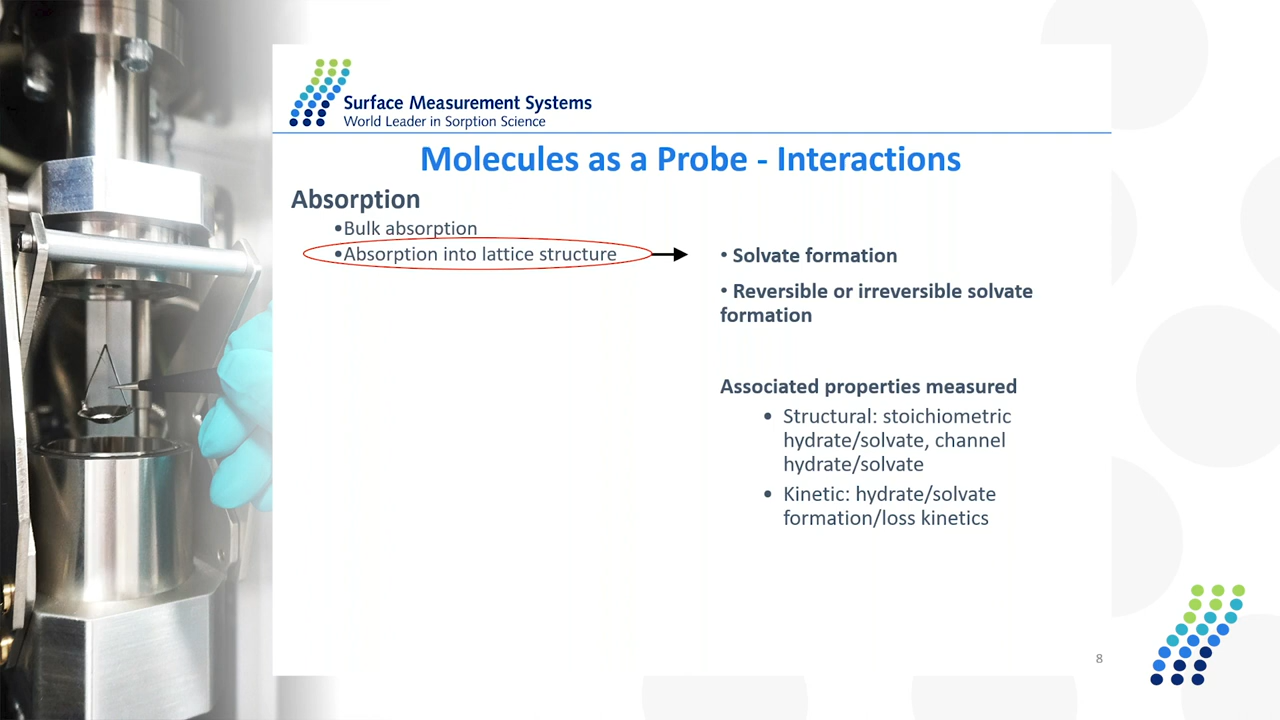 Surface Measurement Systems
World Leader in Sorption Science
Molecules as a Probe - Interactions
Absorption
•Bulk absorption
•Absorption into lattice structure
• Solvate formation
• Reversible or irreversible solvate
formation
Associated properties measured
• Structural: stoichiometric
hydrate/solvate, channel
hydrate/solvate
• Kinetic: hydrate/solvate
formation/loss kinetics
8